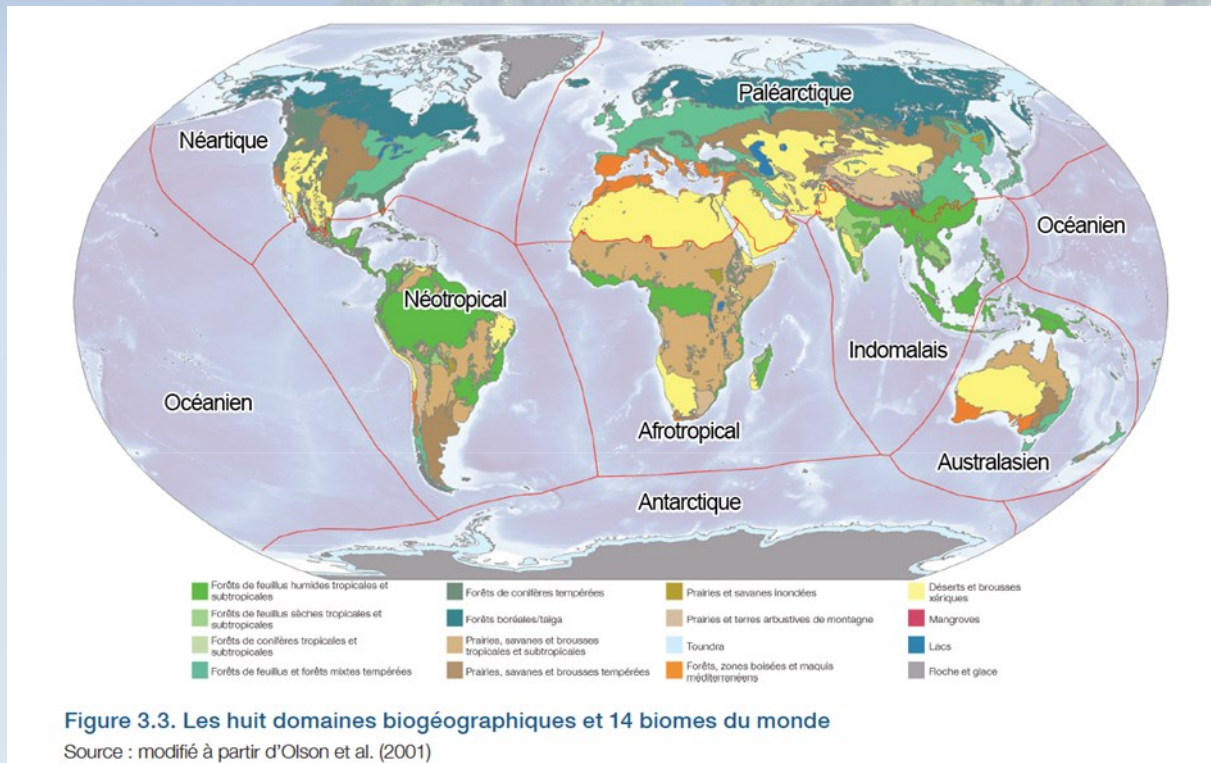 Paléarctique
Néartique
Océanien
Néotropical
Indomalais
Océanien
Afrotropical
Australasien
Antarctique
Forêts de feuillus humides tropicales et
subtropicales
Forêts de feuillus sèches tropicales et
subtropicales
Forêts de conifères tropicales et
subtropicales
Forêts de feuillus et forêts mixtes tempérées
Forêts de conifères tempérées
Forêts boréales/taïga
Prairies, savanes et brousses
tropicales et subtropicales
Prairies, savanes et brousses tempérées
Prairies et savanes inondées
Prairies et terres arbustives de montagne
Toundra
Forêts, zones boisées et maquis
méditerranéens
Déserts et brousses
xériques
Mangroves
Lacs
Roche et glace
Figure 3.3. Les huit domaines biogéographiques et 14 biomes du monde
Source : modifié à partir d'Olson et al. (2001)